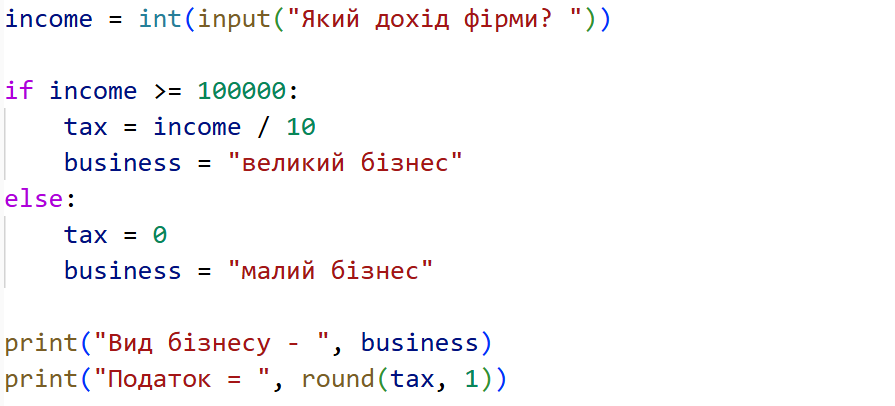 income = int(input("Який дохід фірми? "))
if income >= 100000:
    tax = income / 10
    business = "великий бізнес"
else:
    tax = 0
    business = "малий бізнес"
print("Вид бізнесу - ", business)
print("Податок = ", round(tax, 1))